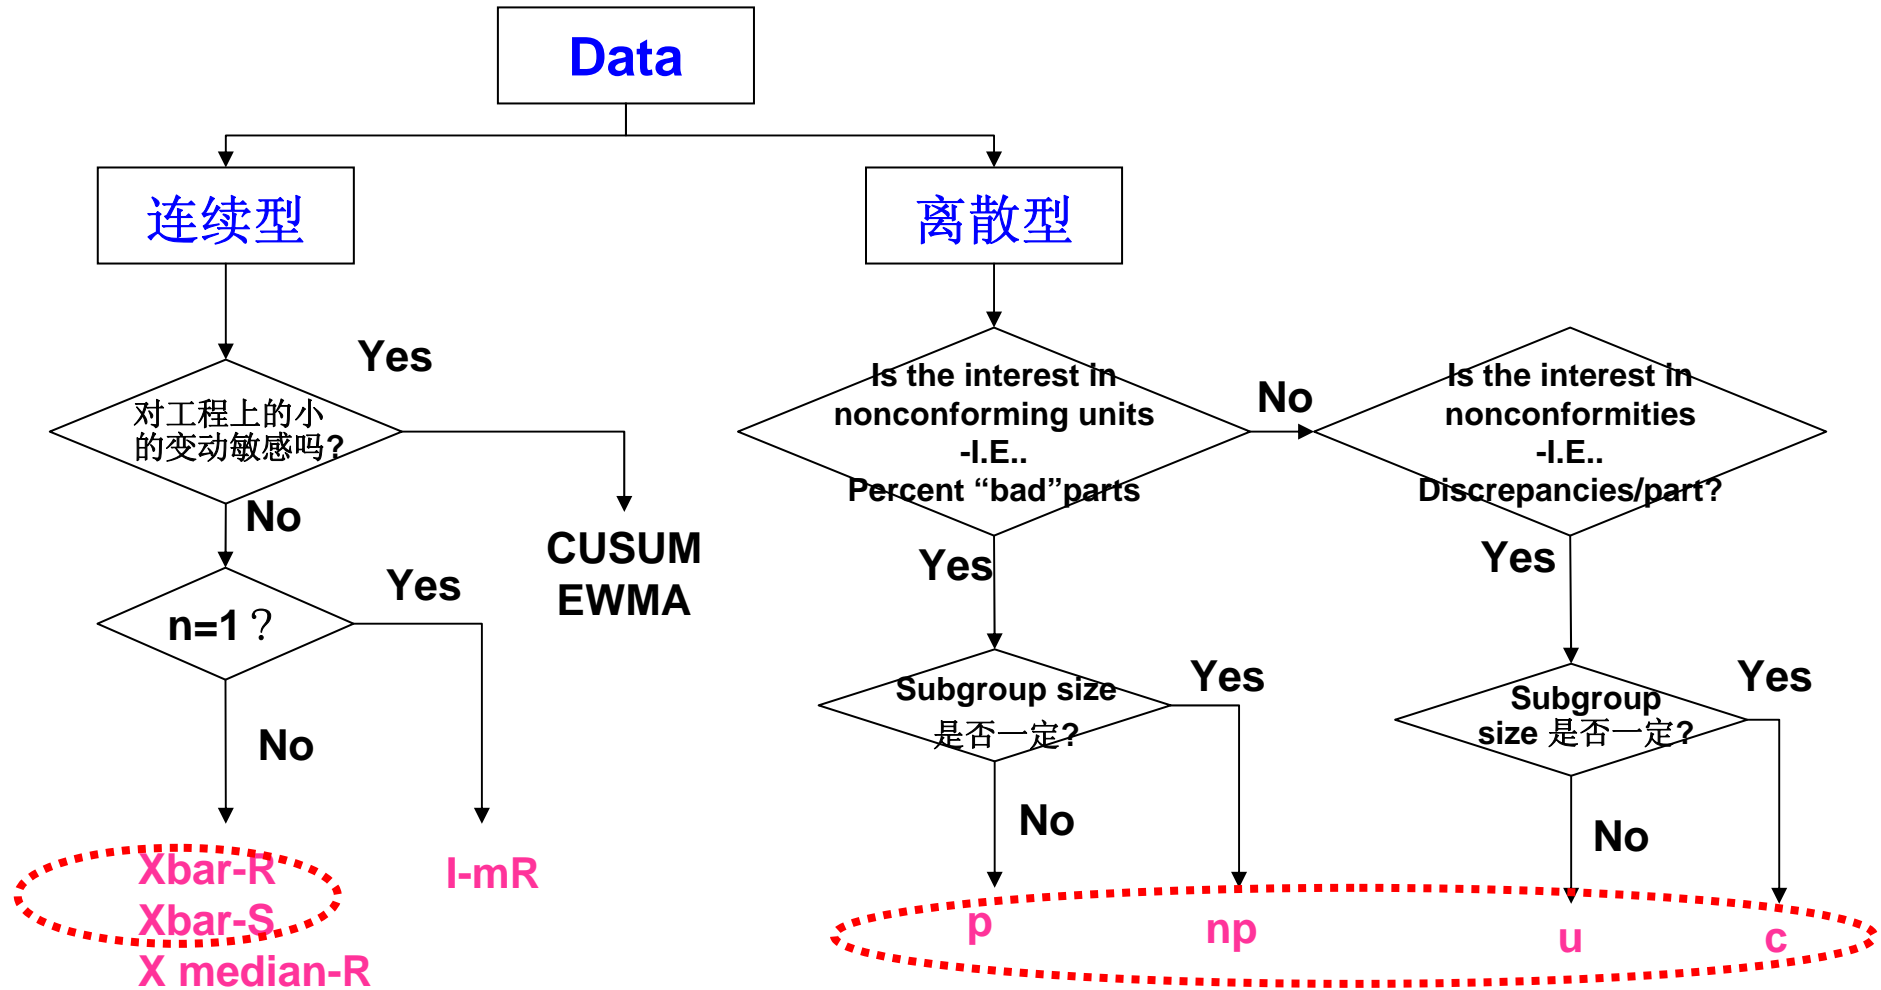 Data
连续型
离散型
Yes
对工程上的小
的变动敏感吗?
No
CUSUM
EWMA
n=1？
Yes
No
Xbar-R
Xbar-S
X median-R
I-mR
Is the interest in
nonconforming units
-I.E..
Percent “bad”parts
No
Is the interest in
nonconformities
-I.E..
Discrepancies/part?
Yes
Yes
Subgroup size
是否一定?
Yes
No
Subgroup
size 是否一定?
Yes
No
p
np
u
c